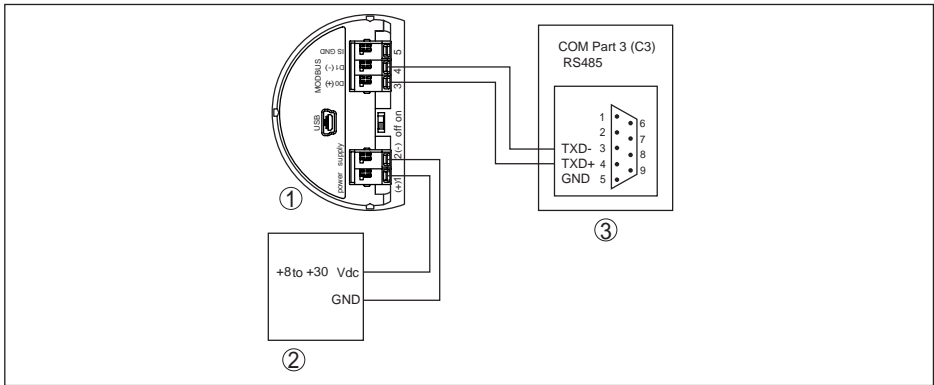 IS GND
5
MODBUS
D1 (-)
4
D0 (+)
3
USB
off on
power supply
2(-)
(+)1
1
+8to +30 Vdc
GND
2
COM Part 3 (C3)
RS485
1
6
2
7
TXD- 3
8
TXD+ 4
9
GND 5
3